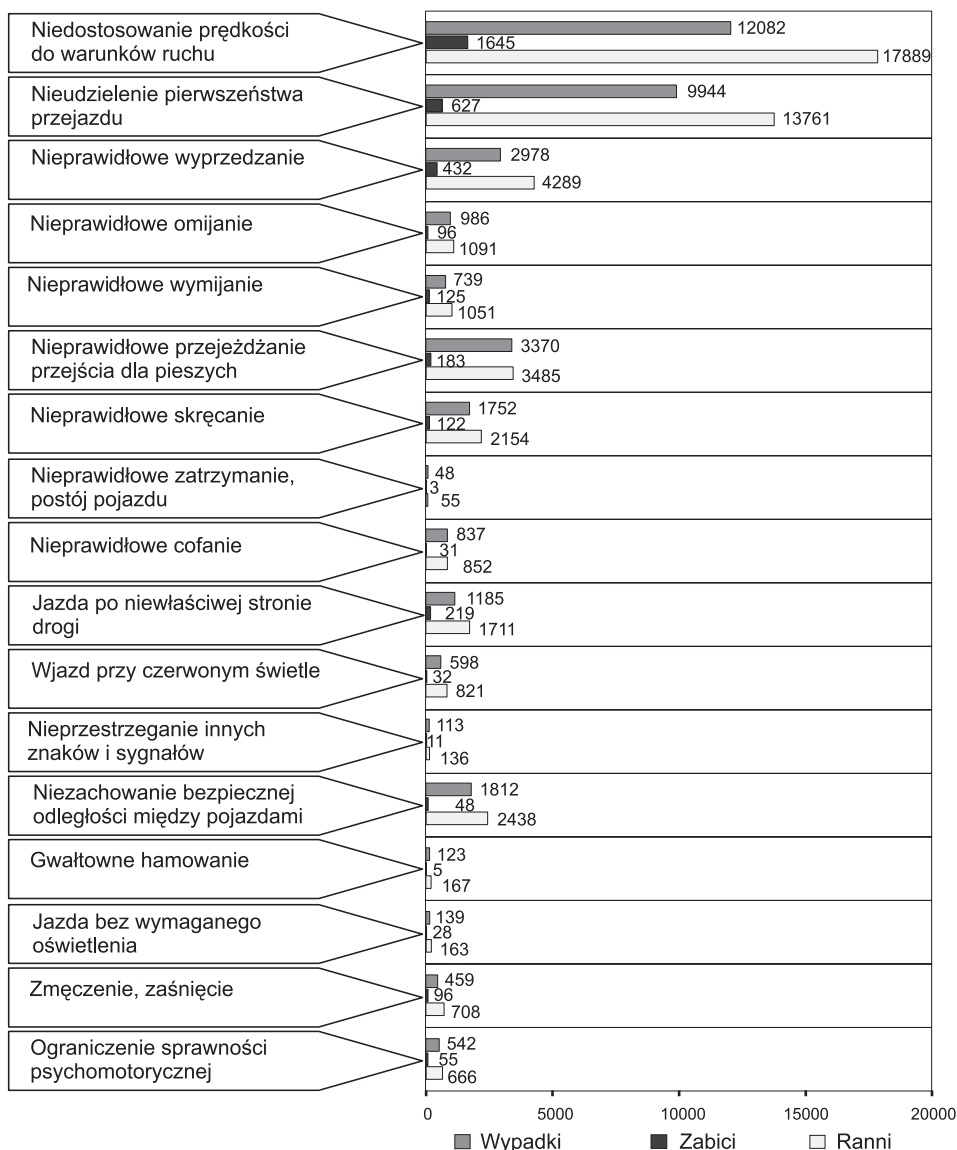 Niedostosowanie prędkości
do warunków ruchu
12082
1645
17889
Nieudzielenie pierwszeństwa
przejazdu
9944
627
13761
Nieprawidłowe wyprzedzanie
2978
432
4289
Nieprawidłowe omijanie
986
96
1091
Nieprawidłowe wymijanie
739
125
1051
Nieprawidłowe przejeżdżanie
przejścia dla pieszych
3370
183
3485
Nieprawidłowe skręcanie
1752
122
2154
Nieprawidłowe zatrzymanie,
postój pojazdu
48
3
55
Nieprawidłowe cofanie
837
31
852
Jazda po niewłaściwej stronie
drogi
1185
219
1711
Wjazd przy czerwonym świetle
598
32
821
Nieprzestrzeganie innych
znaków i sygnałów
113
11
136
Niezachowanie bezpiecznej
odległości między pojazdami
1812
48
2438
Gwałtowne hamowanie
123
5
167
Jazda bez wymaganego
oświetlenia
139
28
163
Zmęczenie, zaśnięcie
459
96
708
Ograniczenie sprawności
psychomotorycznej
542
55
666
0 5000 10000 15000 20000
Wypadki Zabici Ranni